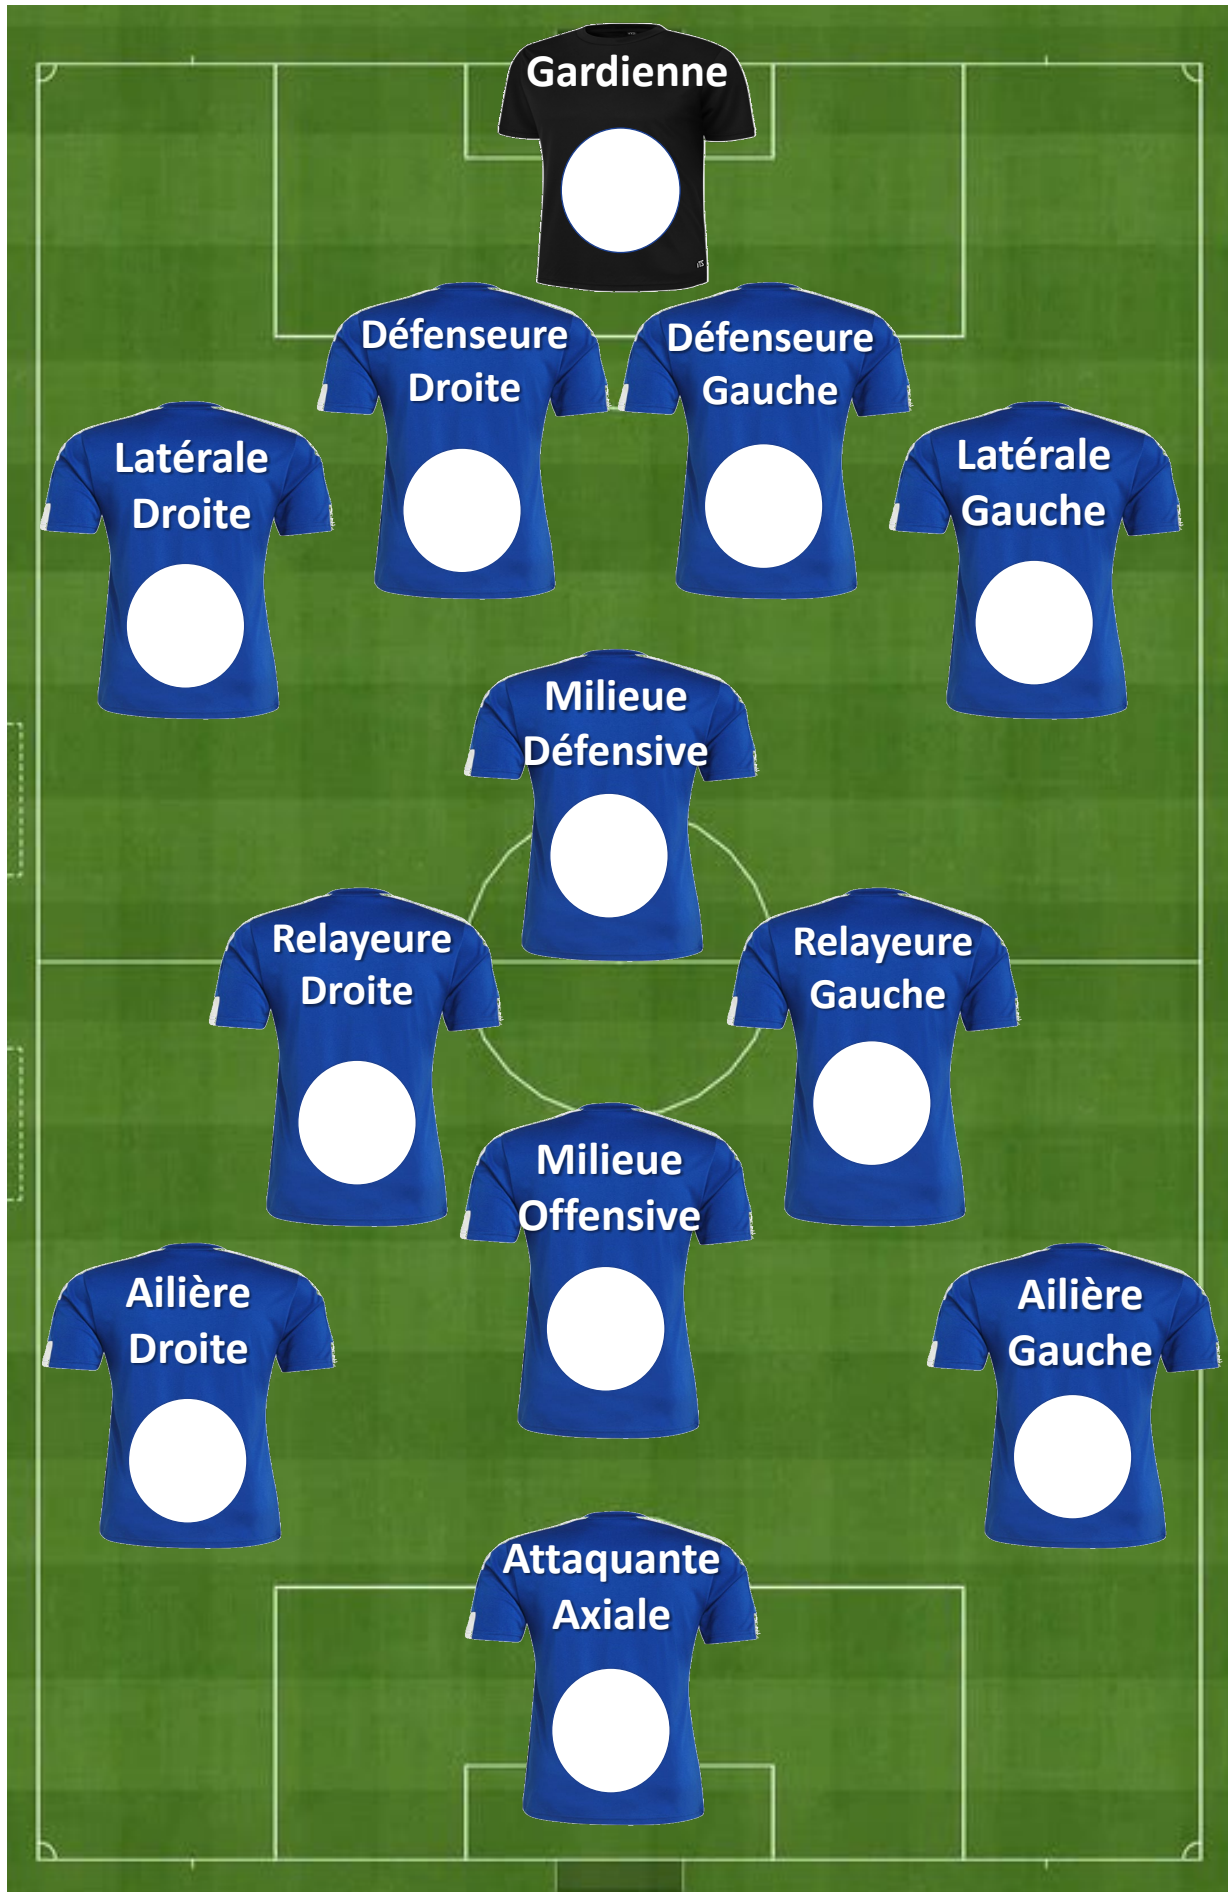 Gardienne
Défenseure
Droite
Défenseure
Gauche
Latérale
Droite
Latérale
Gauche
Milieue
Défensive
Relayeure
Droite
Relayeure
Gauche
Milieue
Offensive
Ailière
Droite
Ailière
Gauche
Attaquante
Axiale